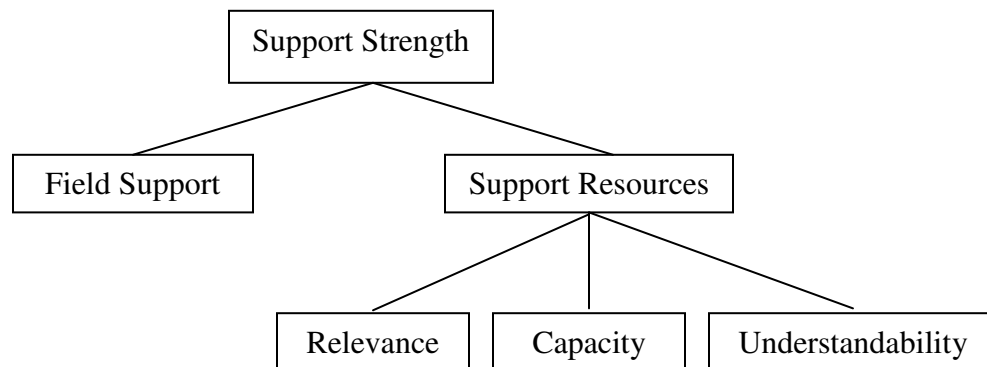 Support Strength
Field Support
Support Resources
Relevance
Capacity
Understandability